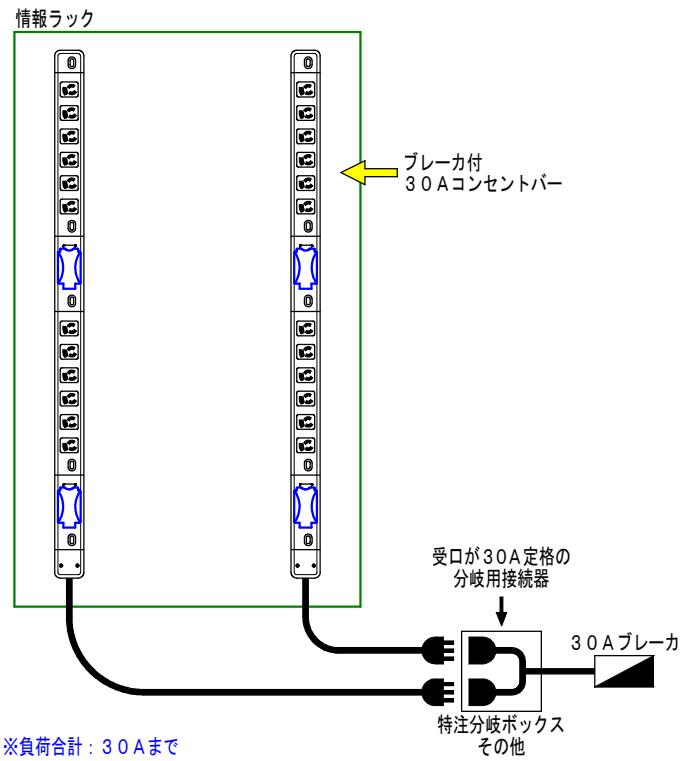 情報ラック
ブレーカ付
３０Ａコンセントバー
受口が３０Ａ定格の
分岐用接続器
３０Ａブレーカ
特注分岐ボックス
その他
※負荷合計：３０Ａまで